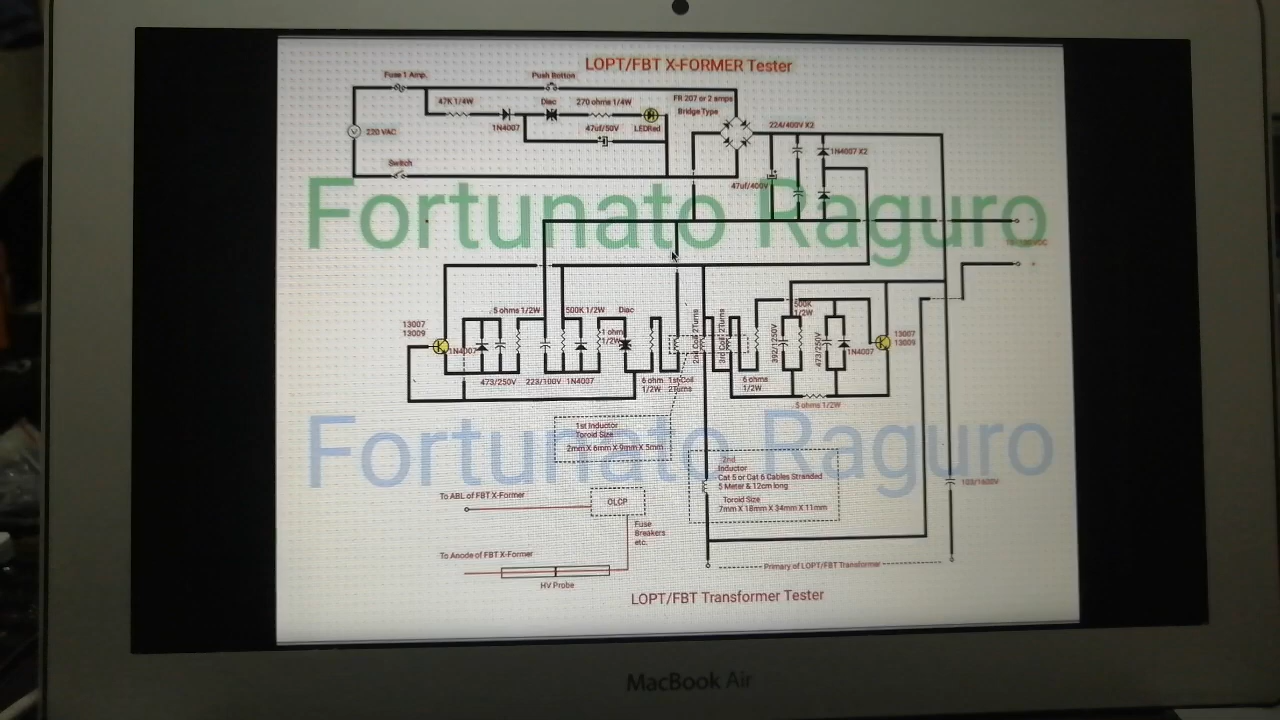 LOPT/FBT X-FORMER Tester
Fuse 1 Amp.
Push Botton
47K 1/4W
Diac
270 ohms 1/4W
FR 207 or 2 amps
Bridge Type
1N4007
47uf/50V
LEDRed
220 VAC
224/400V X2
1N4007 X2
Switch
47uf/400V
Fortunato Raguro
5 ohms 1/2W
500K 1/2W
Diac
500K
1/2W
13007
13009
1N4007
1 ohm
1/2W
2nd Coil 2Turns
3rd Coil 2Turns
392/1250V
473/250V
1N4007
13007
13009
473/250V
223/100V
1N4007
6 ohm
1/2W
1st Coil
2Turns
6 ohms
1/2W
5 ohms 1/2W
Fortunato Raguro
1st Inductor
Toroid Size
2mm X 6mm X 9mm X 5mm
2nd
Inductor
Cat 5 or Cat 6 Cables Stranded
5 Meter & 12cm long
Toroid Size
7mm X 18mm X 34mm X 11mm
103/1600V
To ABL of FBT X-Former
OLCP
Fuse
Breakers
etc.
To Anode of FBT X-Former
HV Probe
Primary of LOPT/FBT Transformer
LOPT/FBT Transformer Tester
MacBook Air